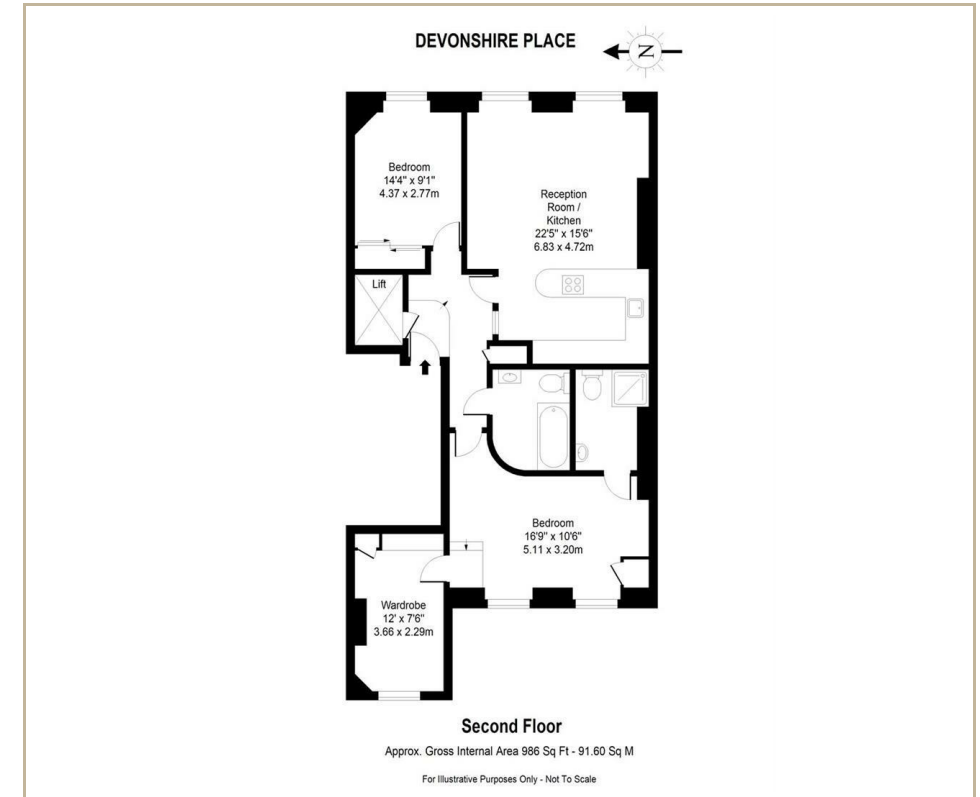 DEVONSHIRE PLACE
N
Bedroom
14'4" x 9'1"
4.37 x 2.77m
Reception
Room /
Kitchen
22'5" x 15'6"
6.83 x 4.72m
Lift
Bedroom
16'9" x 10'6"
5.11 x 3.20m
Wardrobe
12' x 7'6"
3.66 x 2.29m
Second Floor
Approx. Gross Internal Area 986 Sq Ft - 91.60 Sq M
For Illustrative Purposes Only - Not To Scale